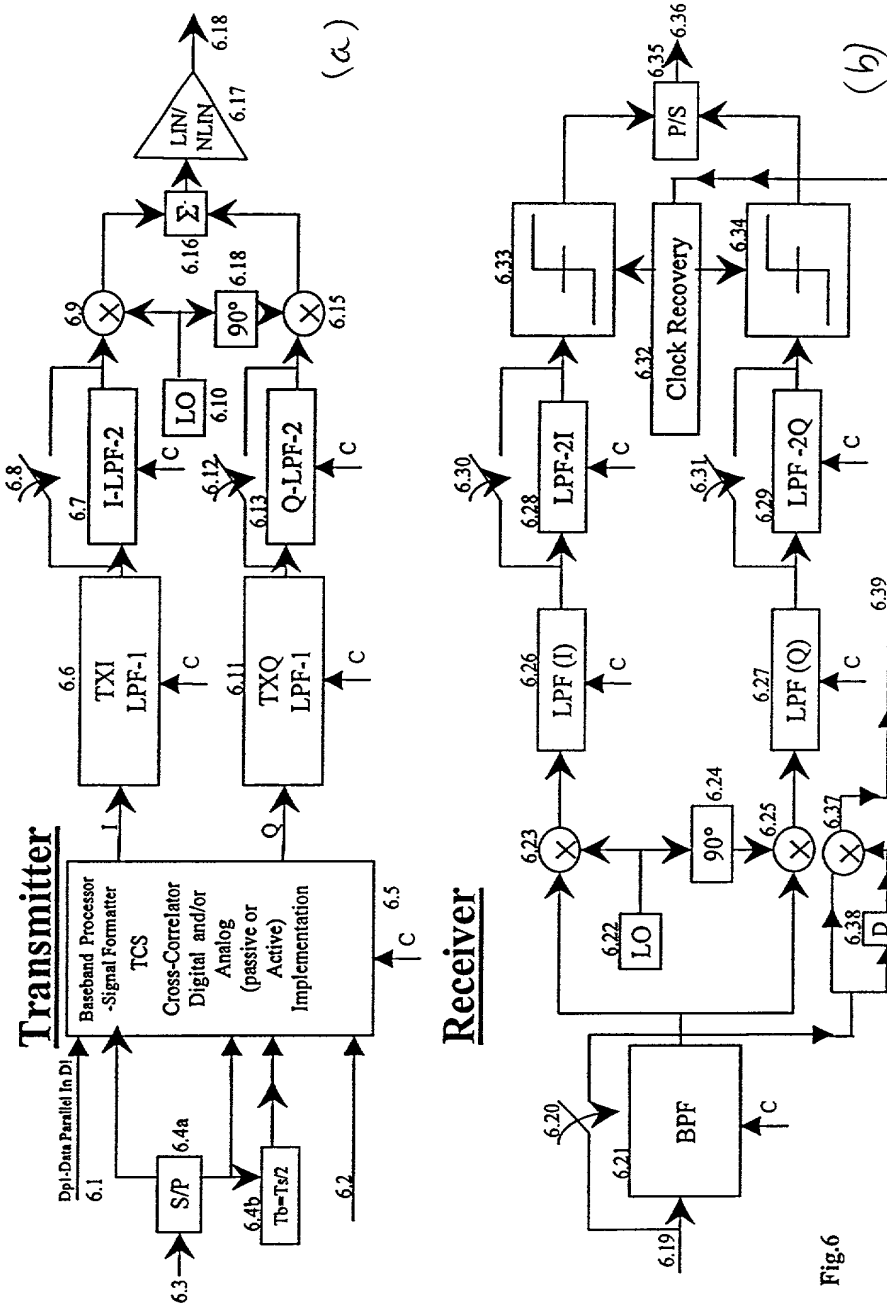 Transmitter
Dp1-Data Parallel In D!
6.1
6.3
S/P
6.4a
6.4b
Tb=Ts/2
6.2
Baseband Processor
-Signal Formatter
TCS
Cross-Correlator
Digital and/or
Analog
(passive or
Active)
Implementation
6.5
C
I
Q
6.6
TXI
LPF-1
C
6.11
TXQ
LPF-1
C
6.8
6.7
I-LPF-2
C
6.12
6.13
Q-LPF-2
C
LO
6.10
6.9
90°
6.18
6.15
Σ
6.16
LIN/
NLIN
6.17
6.18
(a)
Receiver
6.19
6.20
6.21
BPF
C
6.22
LO
6.23
90°
6.24
6.25
6.38
D
6.37
6.39
6.26
LPF (I)
C
6.27
LPF (Q)
C
6.30
6.28
LPF-2I
C
6.31
6.29
LPF -2Q
C
6.33
6.32
Clock Recovery
6.34
P/S
6.35
6.36
(b)
Fig.6